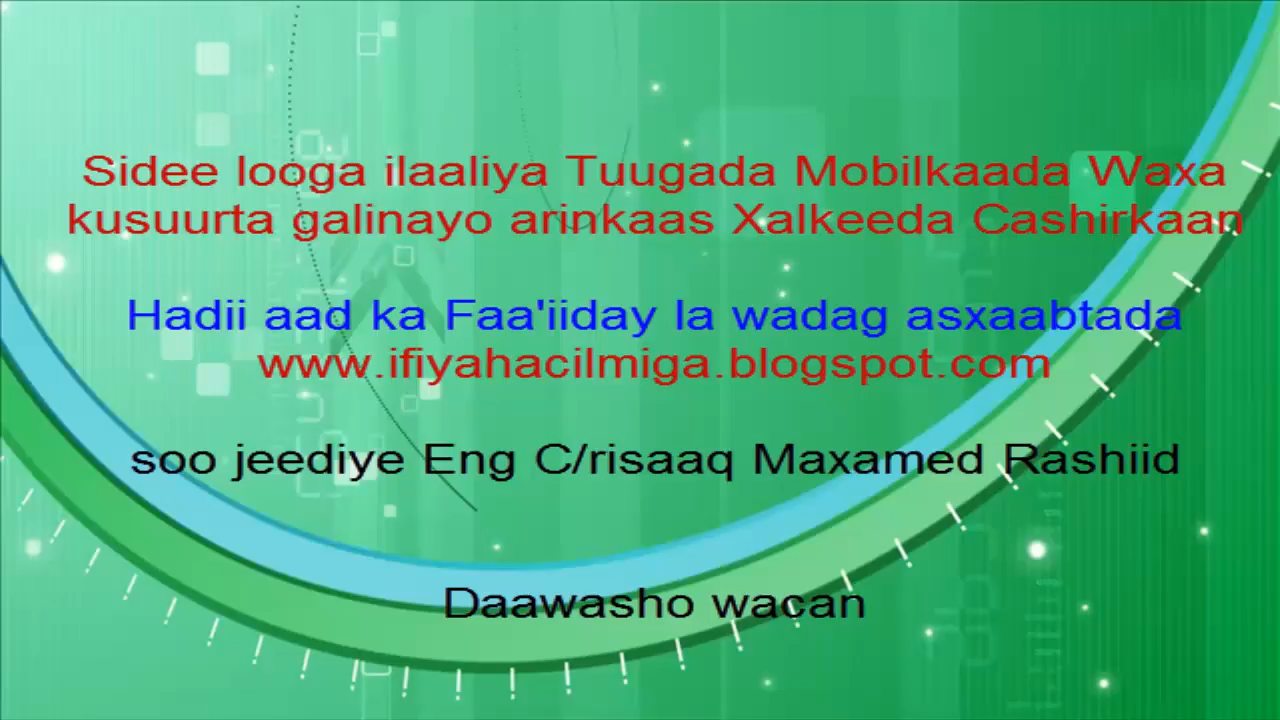 Sidee looga ilaaliya Tuugada Mobilkaada Waxa
kusuurta galinayo arinkaas Xalkeeda Cashirkaan
Hadii aad ka Faa'iiday la wadag asxaabtada
www.ifiyahacilmiga.blogspot.com
soo jeediye Eng C/risaaq Maxamed Rashiid
Daawasho wacan